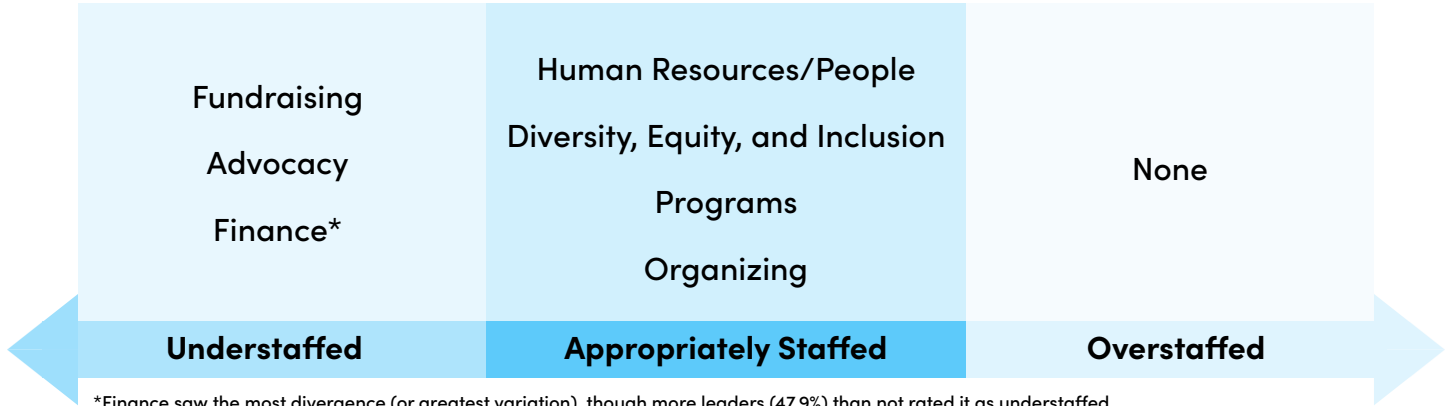 Fundraising
Advocacy
Finance*
Human Resources/People
Diversity, Equity, and Inclusion
Programs
Organizing
None
Understaffed
Appropriately Staffed
Overstaffed
*Finance saw the most divergence (or greatest variation), though more leaders (47.9%) than not rated it as understaffed